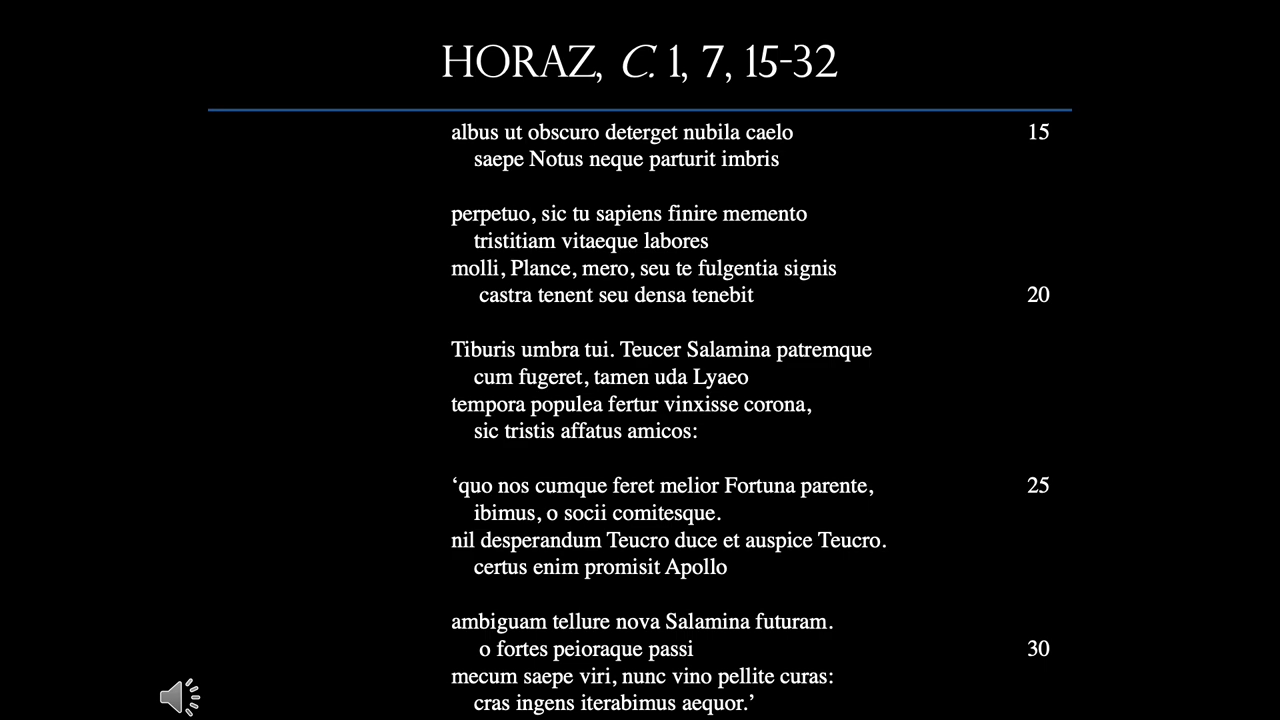 HORAZ, C. 1, 7, 15-32
albus ut obscuro deterget nubila caelo 15
saepe Notus neque parturit imbris
perpetuo, sic tu sapiens finire memento
tristitiam vitaeque labores
molli, Plance, mero, seu te fulgentia signis
castra tenent seu densa tenebit 20
Tiburis umbra tui. Teucer Salamina patremque
cum fugeret, tamen uda Lyaeo
tempora populea fertur vinxisse corona,
sic tristis affatus amicos:
‘quo nos cumque feret melior Fortuna parente, 25
ibimus, o socii comitesque.
nil desperandum Teucro duce et auspice Teucro.
certus enim promisit Apollo
ambiguam tellure nova Salamina futuram.
o fortes peioraque passi 30
mecum saepe viri, nunc vino pellite curas:
cras ingens iterabimus aequor.’